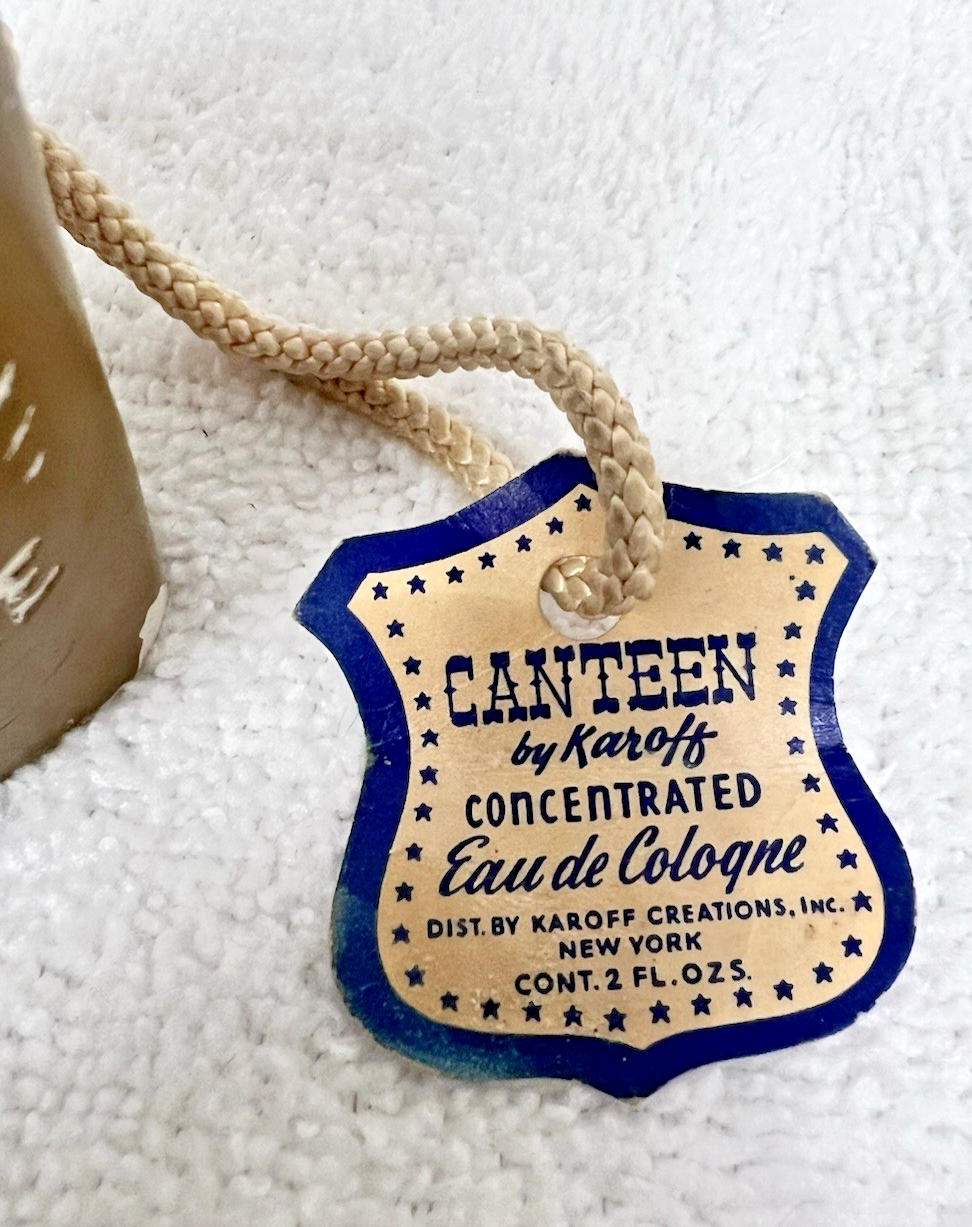 CANTEEN
by Karoff
CONCENTRATED
Eau de Cologne
DIST. BY KAROFF CREATIONS, INC.
NEW YORK
CONT. 2 FL. OZS.